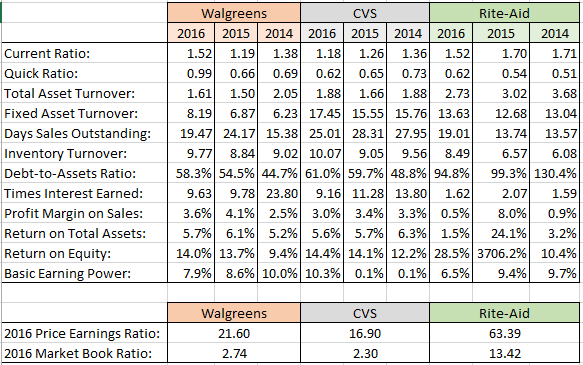 Walgreens CVS Rite-Aid
2016 2015 2014 2016 2015 2014 2016 2015 2014
Current Ratio: 1.52 1.19 1.38 1.18 1.26 1.36 1.52 1.70 1.71
Quick Ratio: 0.99 0.66 0.69 0.62 0.65 0.73 0.62 0.54 0.51
Total Asset Turnover: 1.61 1.50 2.05 1.88 1.66 1.88 2.73 3.02 3.68
Fixed Asset Turnover: 8.19 6.87 6.23 17.45 15.55 15.76 13.63 12.68 13.04
Days Sales Outstanding: 19.47 24.17 15.38 25.01 28.31 27.95 19.01 13.74 13.57
Inventory Turnover: 9.77 8.84 9.02 10.07 9.05 9.56 8.49 6.57 6.08
Debt-to-Assets Ratio: 58.3% 54.5% 44.7% 61.0% 59.7% 48.8% 94.8% 99.3% 130.4%
Times Interest Earned: 9.63 9.78 23.80 9.16 11.28 13.80 1.62 2.07 1.59
Profit Margin on Sales: 3.6% 4.1% 2.5% 3.0% 3.4% 3.3% 0.5% 8.0% 0.9%
Return on Total Assets: 5.7% 6.1% 5.2% 5.6% 5.7% 6.3% 1.5% 24.1% 3.2%
Return on Equity: 14.0% 13.7% 9.4% 14.4% 14.1% 12.2% 28.5% 3706.2% 10.4%
Basic Earning Power: 7.9% 8.6% 10.0% 10.3% 0.1% 0.1% 6.5% 9.4% 9.7%
Walgreens CVS Rite-Aid
2016 Price Earnings Ratio: 21.60 16.90 63.39
2016 Market Book Ratio: 2.74 2.30 13.42